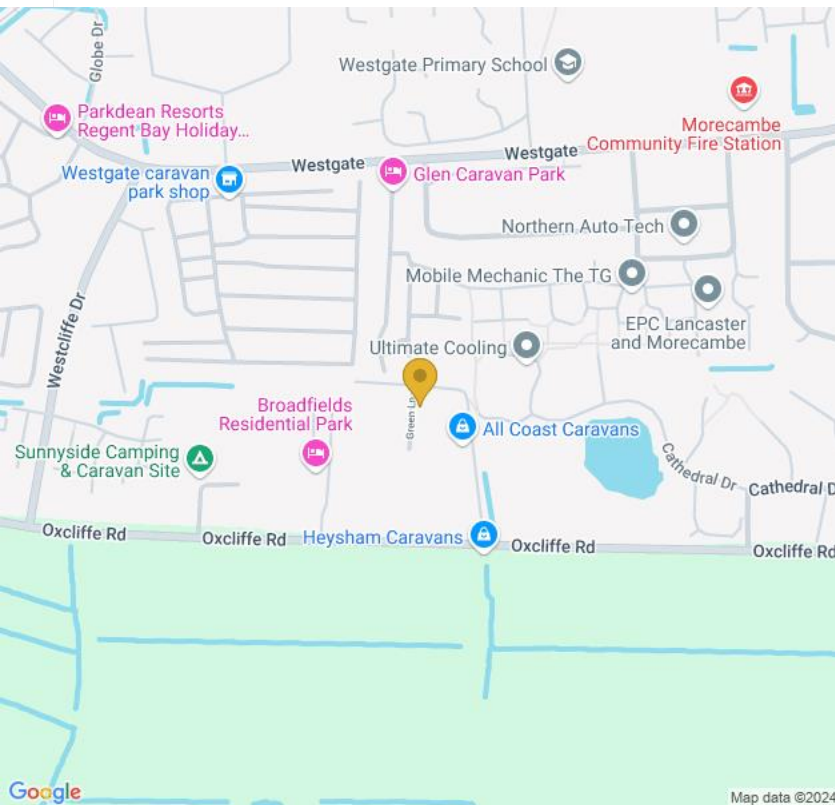 Globe Dr
Westgate Primary School
Parkdean Resorts
Regent Bay Holiday...
Morecambe
Community Fire Station
Westgate
Westgate
Westgate caravan
park shop
Glen Caravan Park
Northern Auto Tech
Mobile Mechanic The TG
EPC Lancaster
and Morecambe
Westcliffe Dr
Ultimate Cooling
Broadfields
Residential Park
Green Ln
All Coast Caravans
Sunnyside Camping
& Caravan Site
Cathedral Dr
Cathedral D
Oxcliffe Rd
Oxcliffe Rd
Heysham Caravans
Oxcliffe Rd
Oxcliffe Rd
Google
Map data ©2024